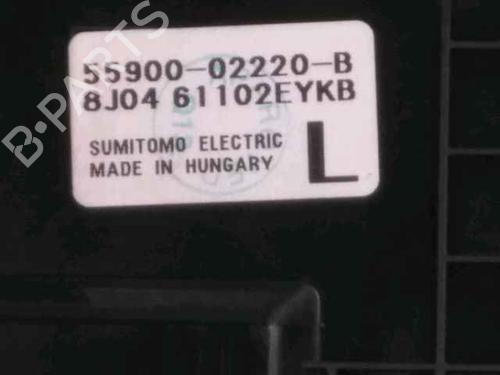 55900-02220-B
8J04 61102EYKB
SUMITOMO ELECTRIC
MADE IN HUNGARY
L
B-PARTS